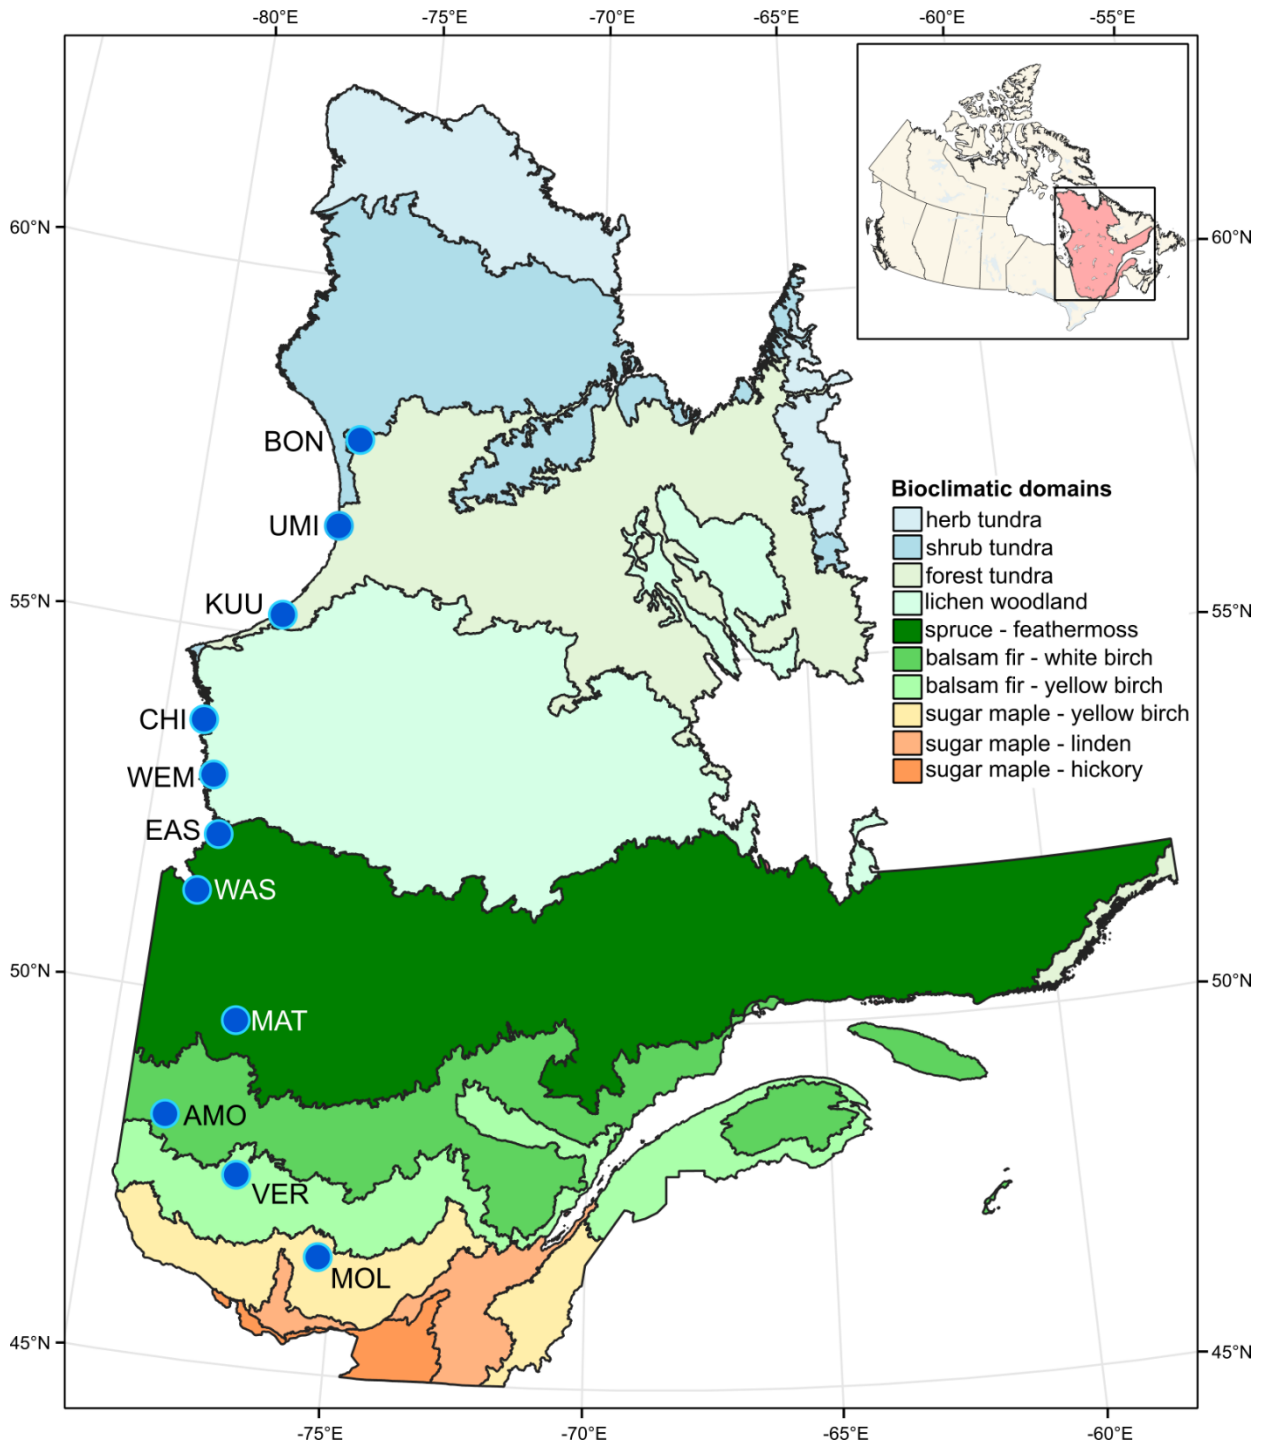 -80°E -75°E -70°E -65°E -60°E -55°E
60°N
60°N
BON
Bioclimatic domains
herb tundra
UMI
shrub tundra
forest tundra
55°N
KUU
lichen woodland
55°N
spruce - feathermoss
balsam fir - white birch
balsam fir - yellow birch
CHI
sugar maple - yellow birch
sugar maple - linden
WEM
sugar maple - hickory
EAS
WAS
50°N
50°N
MAT
AMO
VER
MOL
45°N
45°N
-75°E -70°E -65°E -60°E